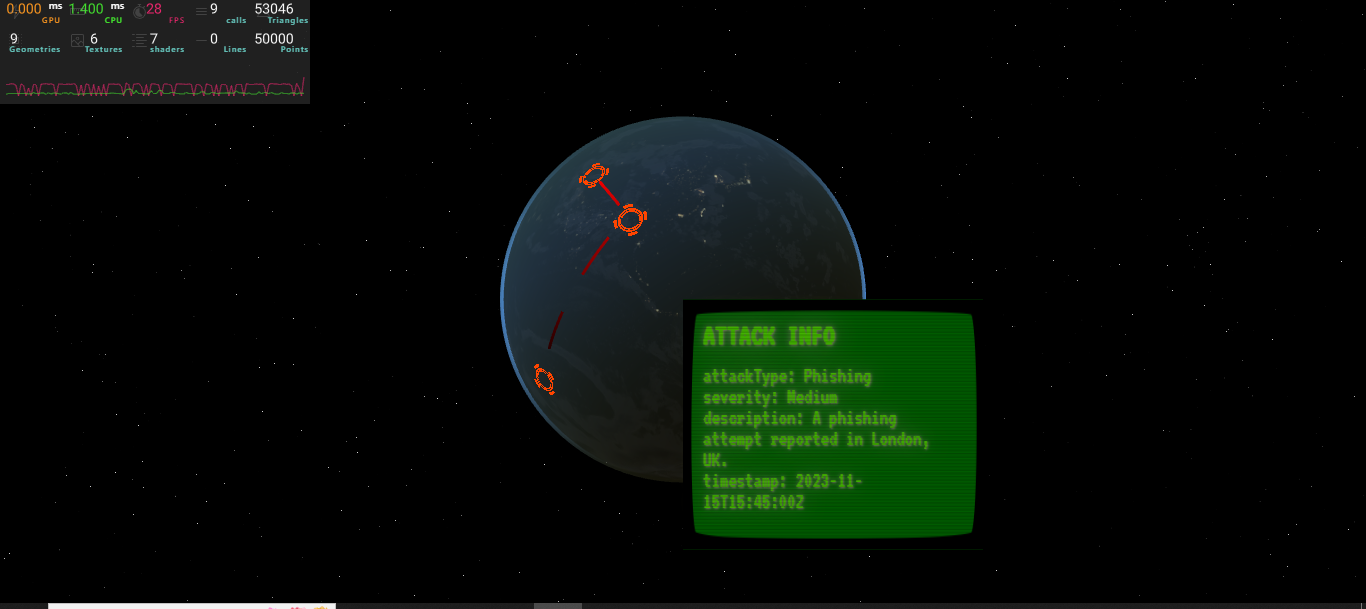 0.000 ms 1.400 ms 28 9 53046
GPU CPU FPS calls Triangles
9 6 7 0 50000
Geometries Textures shaders Lines Points
ATTACK INFO
attackType: Phishing
severity: Medium
description: A phishing
attempt reported in London,
UK.
timestamp: 2023-11-
15T15:45:00Z